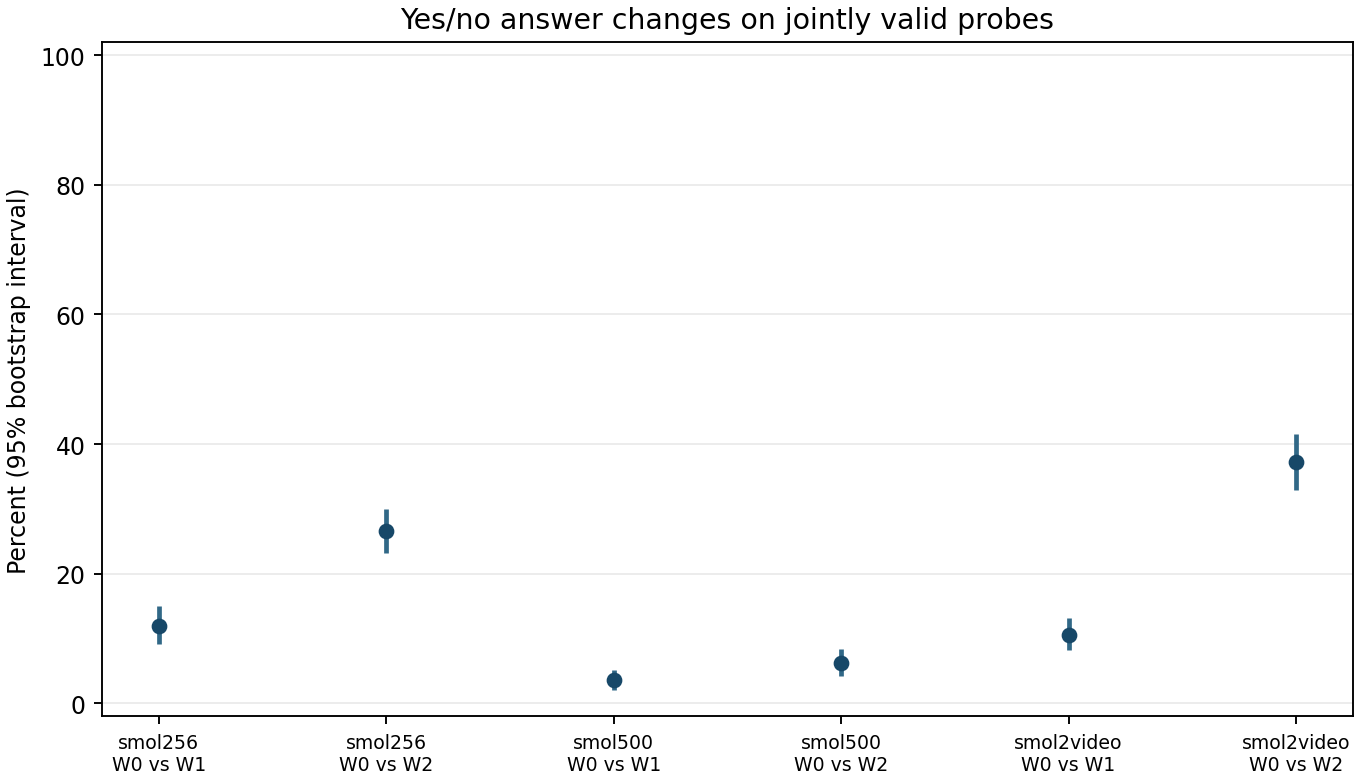 Yes/no answer changes on jointly valid probes
Percent (95% bootstrap interval)
100
80
60
40
20
0
smol256
W0 vs W1
smol256
W0 vs W2
smol500
W0 vs W1
smol500
W0 vs W2
smol2video
W0 vs W1
smol2video
W0 vs W2